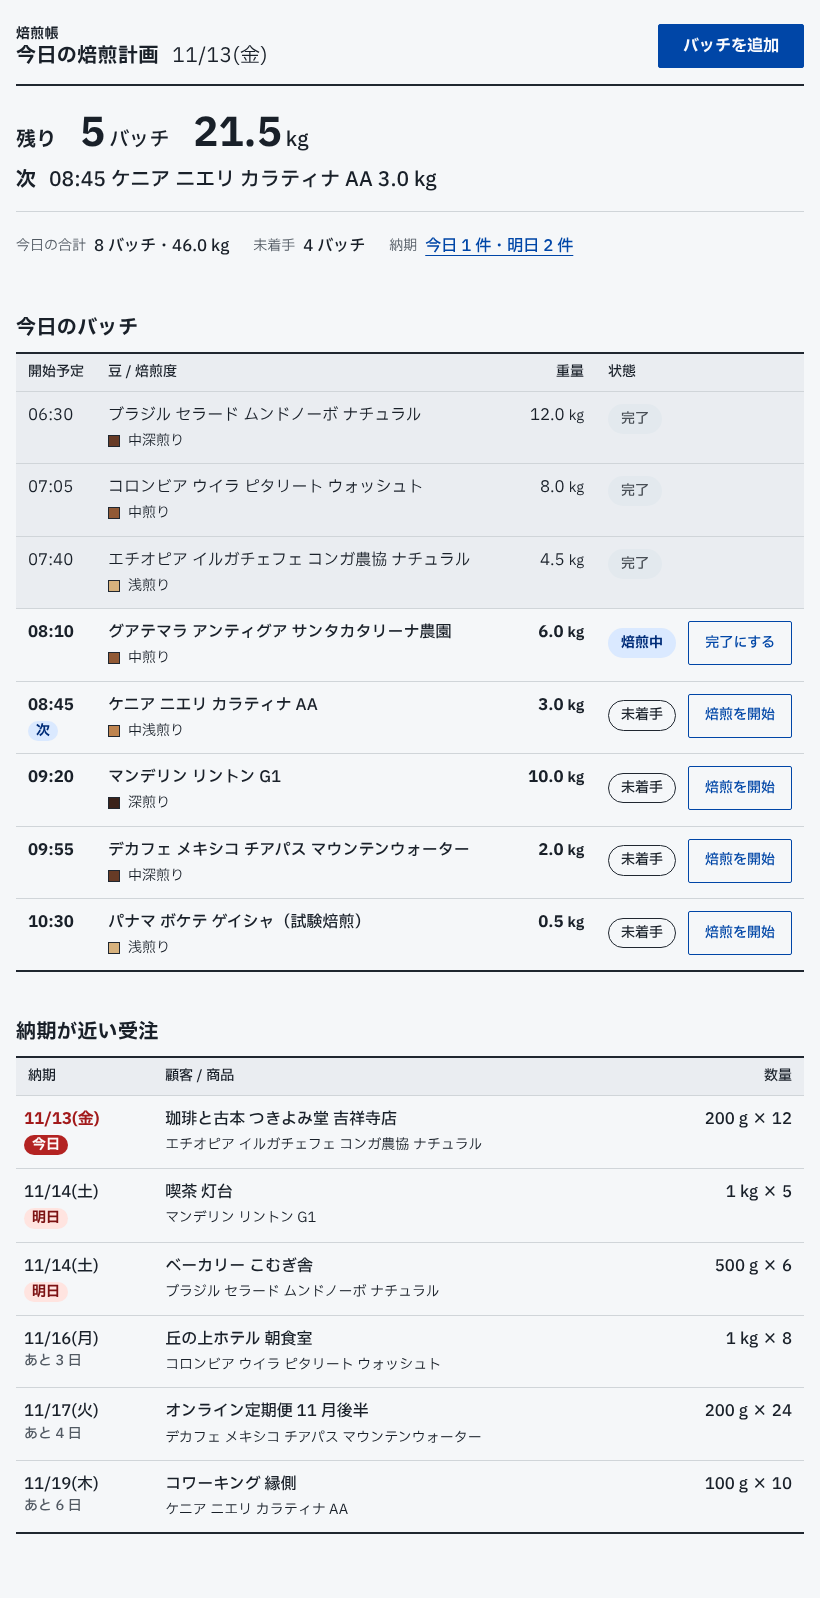 焙煎帳
今日の焙煎計画 11/13(金)
バッチを追加
残り 5 バッチ 21.5 kg
次 08:45 ケニア ニエリ カラティナ AA 3.0 kg
今日の合計 8 バッチ・46.0 kg 未着手 4 バッチ 納期 今日 1 件・明日 2 件
今日のバッチ
開始予定 豆 / 焙煎度 重量 状態
06:30 ブラジル セラード ムンドノーボ ナチュラル 12.0 kg 完了
中深煎り
07:05 コロンビア ウイラ ピタリート ウォッシュト 8.0 kg 完了
中煎り
07:40 エチオピア イルガチェフェ コンガ農協 ナチュラル 4.5 kg 完了
浅煎り
08:10 グアテマラ アンティグア サンタカタリーナ農園 6.0 kg 焙煎中 完了にする
中煎り
08:45 ケニア ニエリ カラティナ AA 3.0 kg 未着手 焙煎を開始
次 中浅煎り
09:20 マンデリン リントン G1 10.0 kg 未着手 焙煎を開始
深煎り
09:55 デカフェ メキシコ チアパス マウンテンウォーター 2.0 kg 未着手 焙煎を開始
中深煎り
10:30 パナマ ボケテ ゲイシャ（試験焙煎） 0.5 kg 未着手 焙煎を開始
浅煎り
納期が近い受注
納期 顧客 / 商品 数量
11/13(金) 珈琲と古本 つきよみ堂 吉祥寺店 200 g × 12
今日 エチオピア イルガチェフェ コンガ農協 ナチュラル
11/14(土) 喫茶 灯台 1 kg × 5
明日 マンデリン リントン G1
11/14(土) ベーカリー こむぎ舎 500 g × 6
明日 ブラジル セラード ムンドノーボ ナチュラル
11/16(月) 丘の上ホテル 朝食室 1 kg × 8
あと 3 日 コロンビア ウイラ ピタリート ウォッシュト
11/17(火) オンライン定期便 11 月後半 200 g × 24
あと 4 日 デカフェ メキシコ チアパス マウンテンウォーター
11/19(木) コワーキング 縁側 100 g × 10
あと 6 日 ケニア ニエリ カラティナ AA